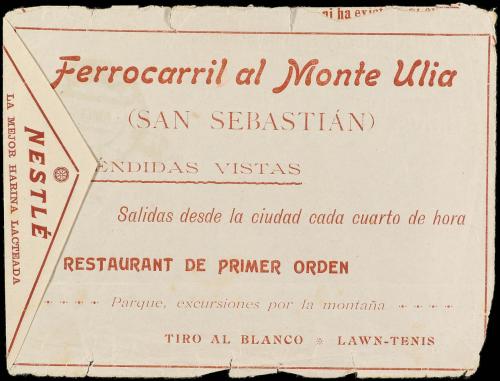 Ferrocarril al Monte Ulia
(SAN SEBASTIÁN)
ÉNDIDAS VISTAS
Salidas desde la ciudad cada cuarto de hora
RESTAURANT DE PRIMER ORDEN
Parque, excursiones por la montaña
TIRO AL BLANCO * LAWN-TENIS
NESTLÉ
LA MEJOR HARINA LACTEADA